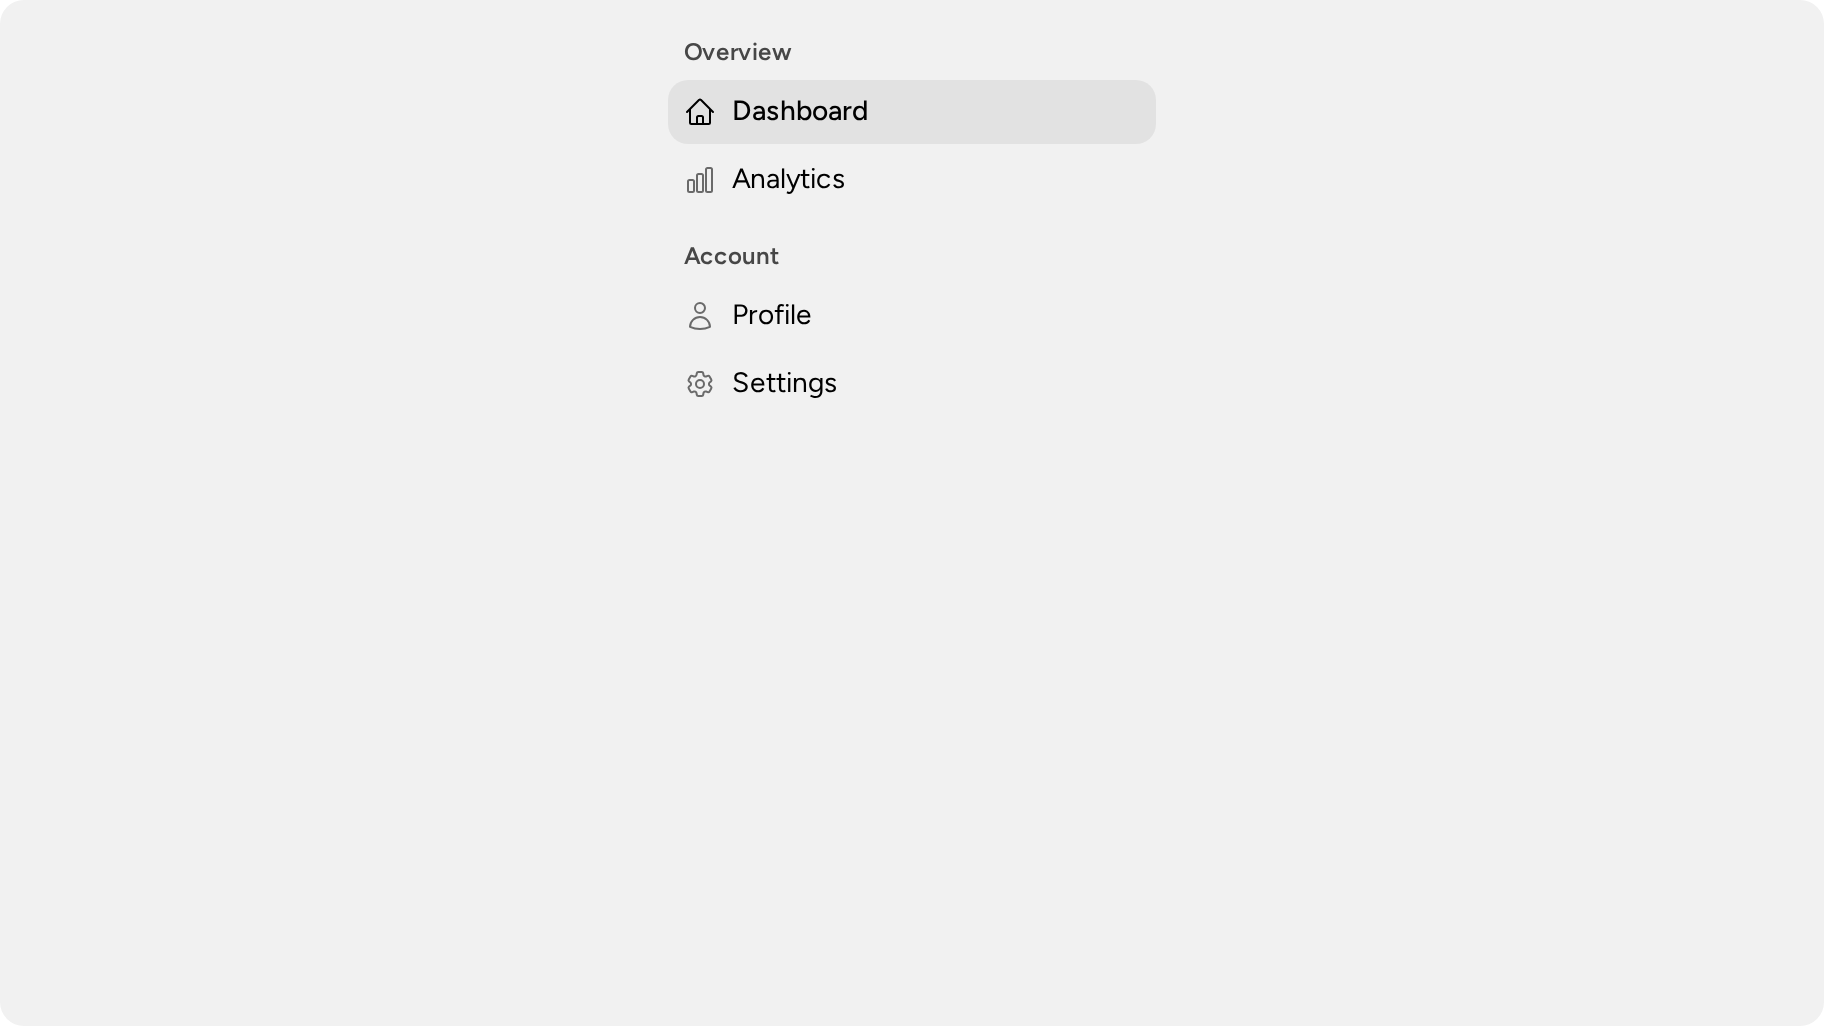 Overview
Dashboard
Analytics
Account
Profile
Settings